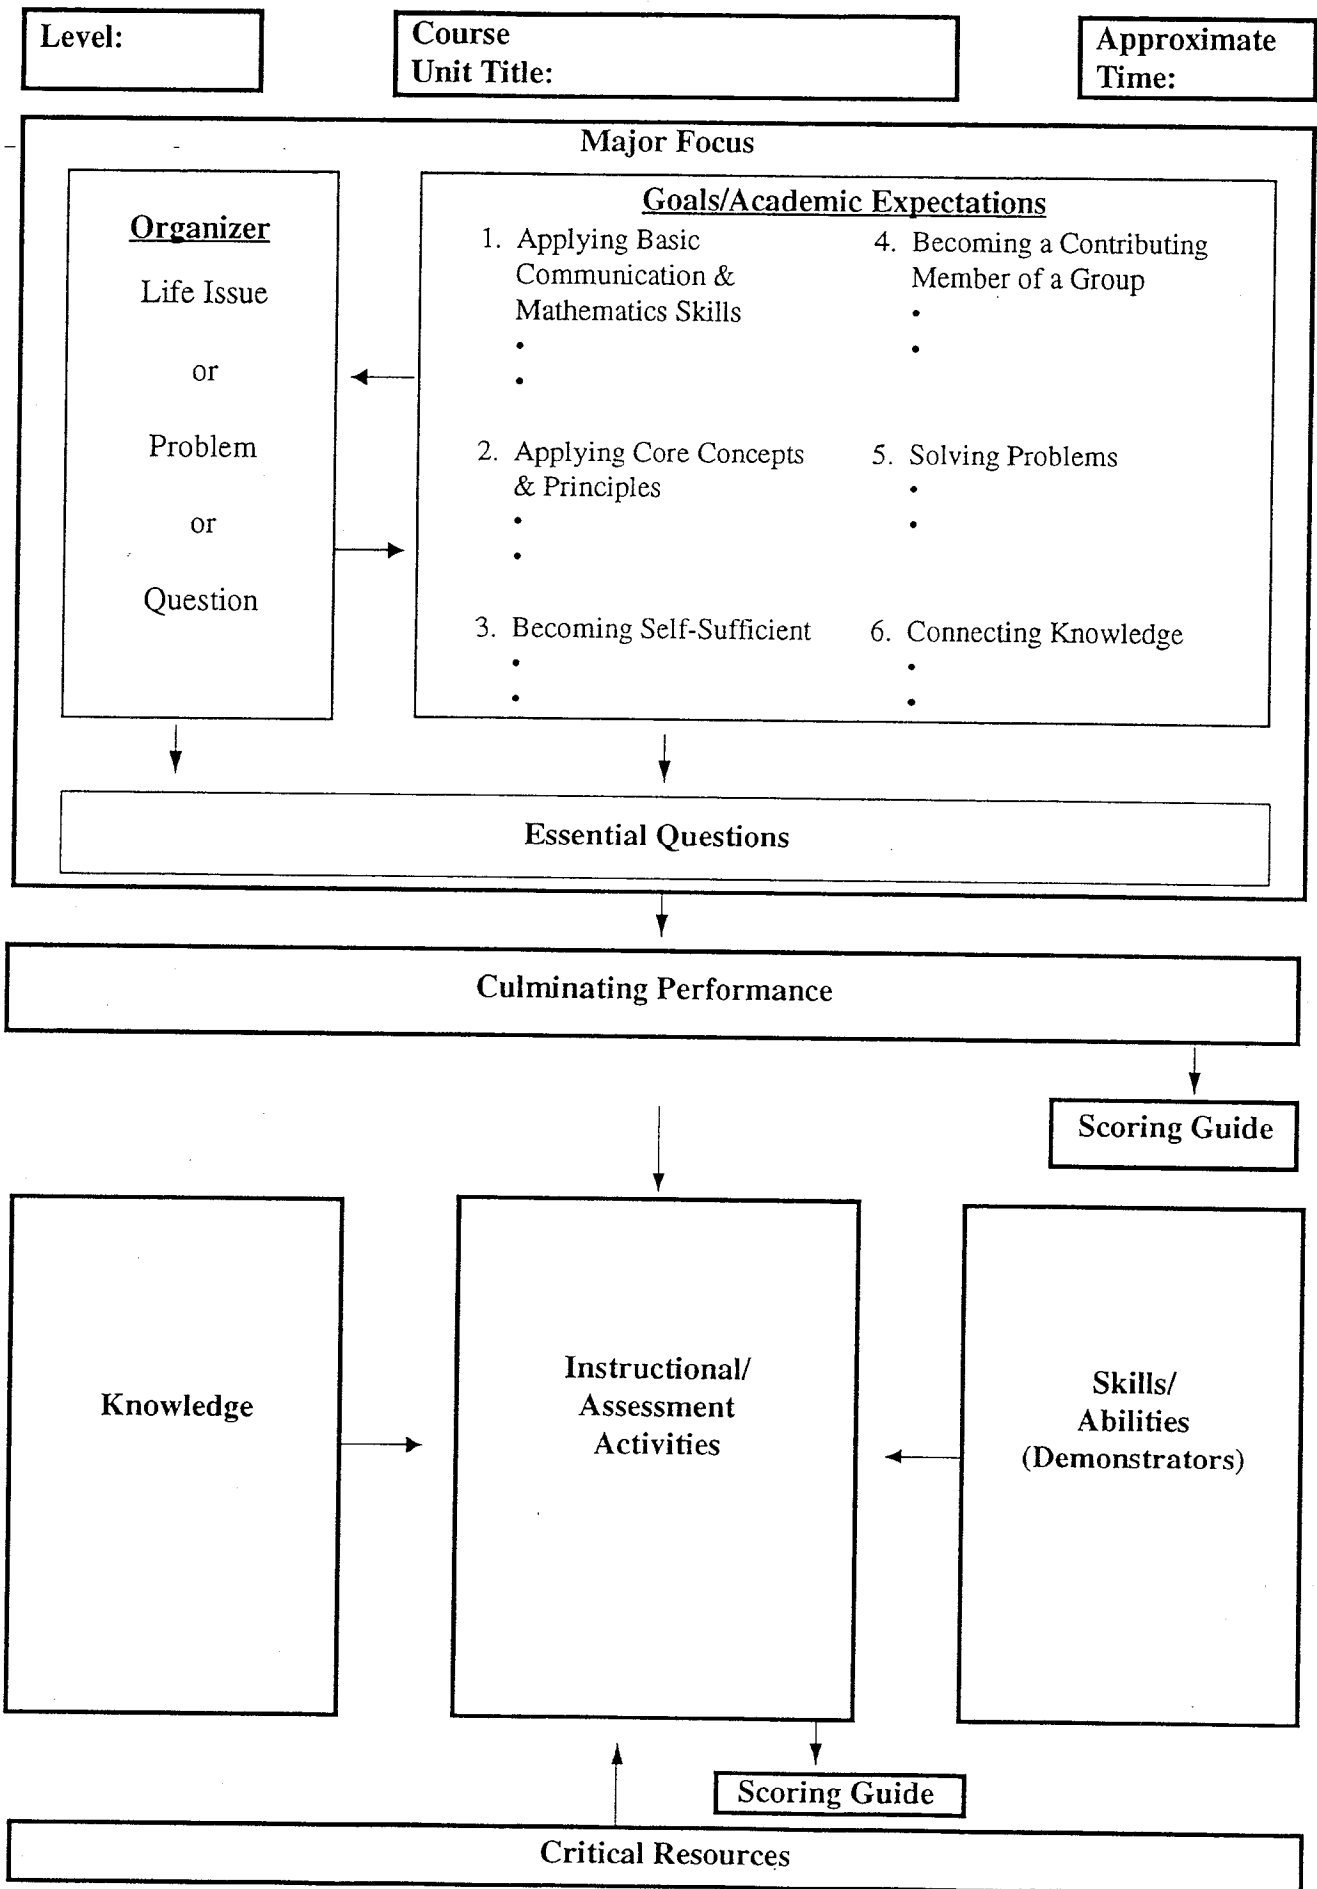 Level:
Course
Unit Title:
Approximate
Time:
Major Focus
Organizer
Life Issue
or
Problem
or
Question
Goals/Academic Expectations
1. Applying Basic
Communication &
Mathematics Skills
•
•
2. Applying Core Concepts
& Principles
•
•
3. Becoming Self-Sufficient
•
•
4. Becoming a Contributing
Member of a Group
•
•
5. Solving Problems
•
•
6. Connecting Knowledge
•
•
Essential Questions
Culminating Performance
Scoring Guide
Knowledge
Instructional/
Assessment
Activities
Skills/
Abilities
(Demonstrators)
Scoring Guide
Critical Resources